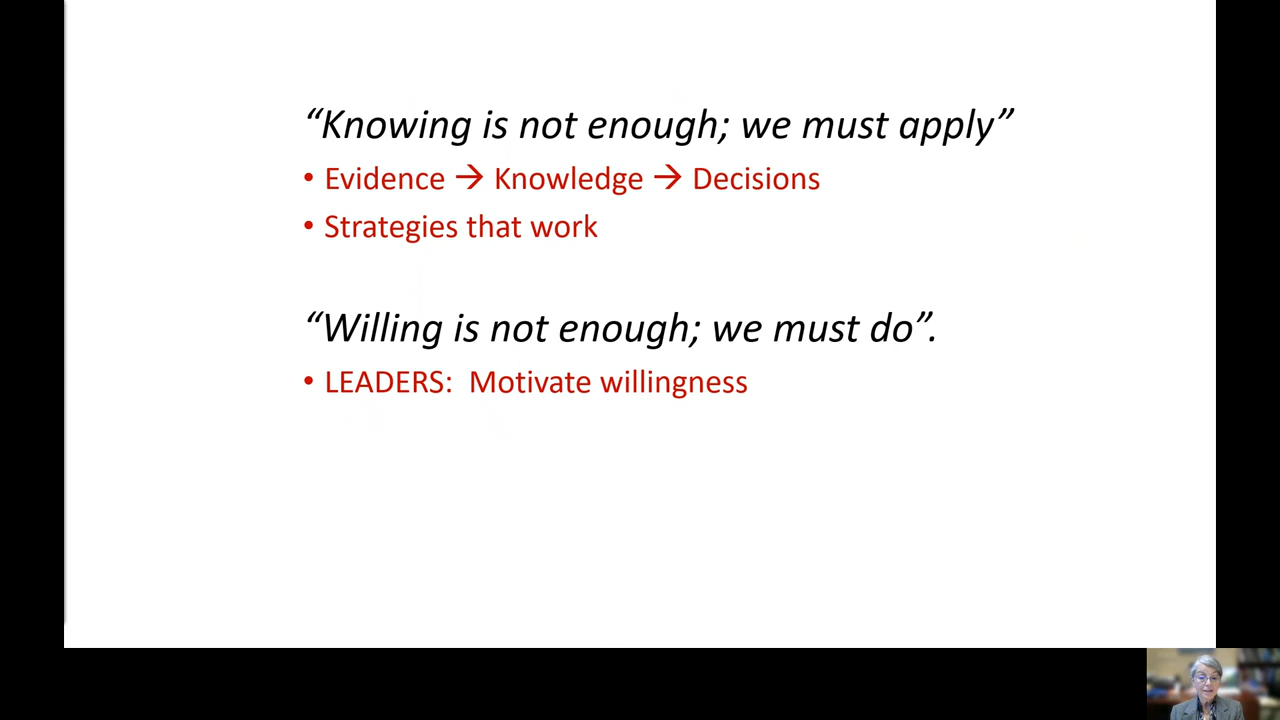 “Knowing is not enough; we must apply”
• Evidence → Knowledge → Decisions
• Strategies that work
“Willing is not enough; we must do”.
• LEADERS:  Motivate willingness